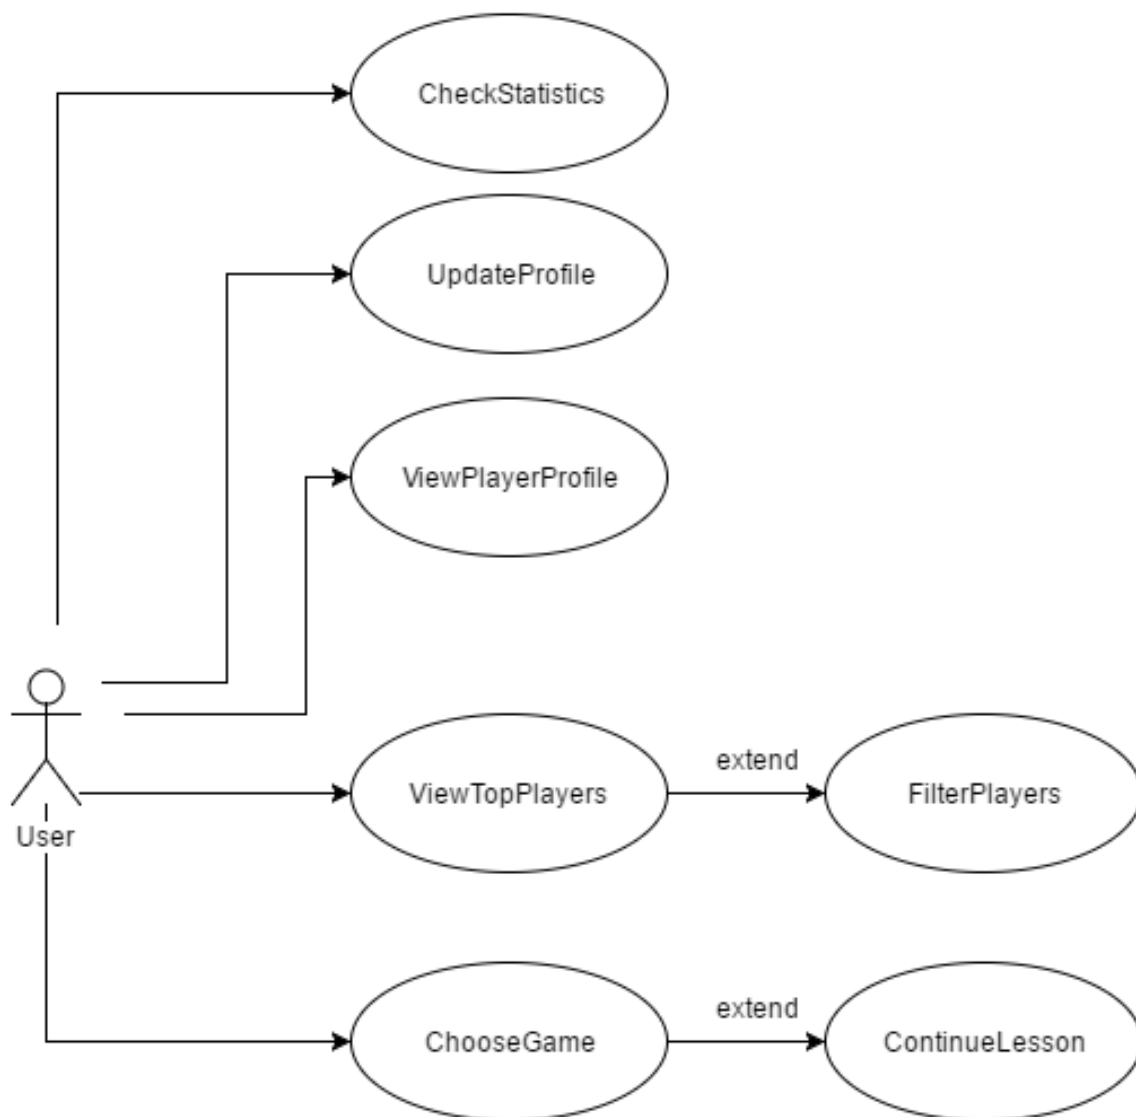 CheckStatistics
UpdateProfile
ViewPlayerProfile
ViewTopPlayers
extend
FilterPlayers
User
ChooseGame
extend
ContinueLesson